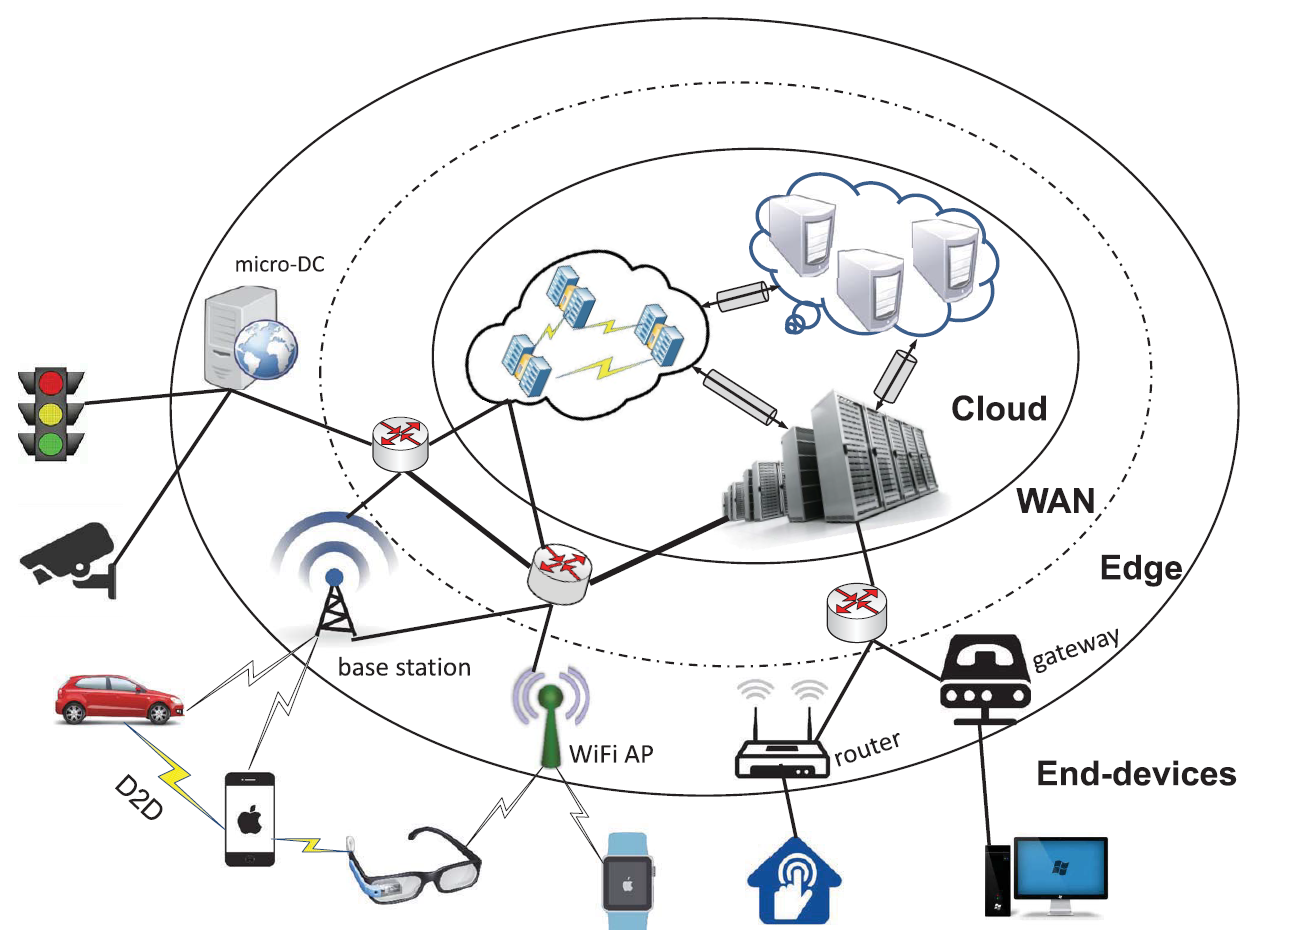 micro-DC
Cloud
WAN
Edge
base station
gateway
WiFi AP
router
D2D
End-devices